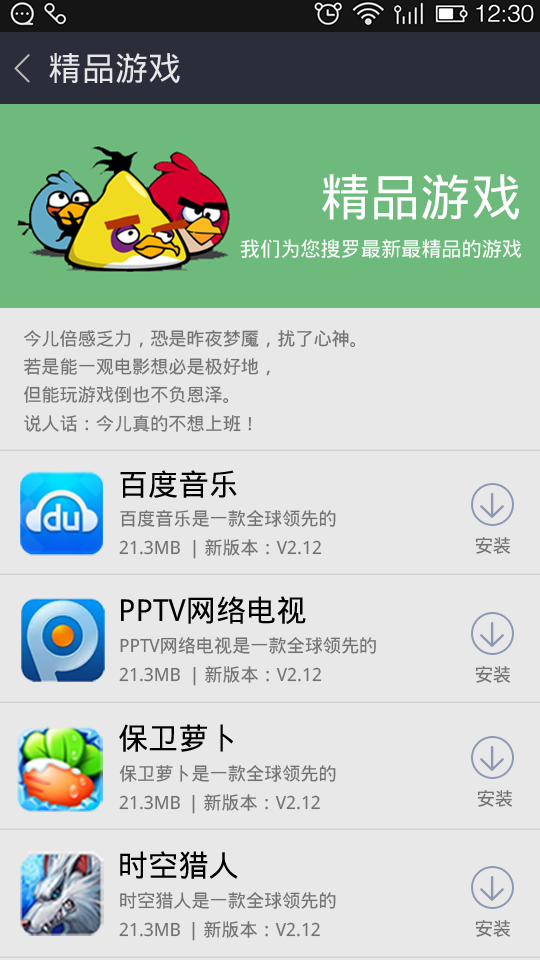 12:30
精品游戏
精品游戏
我们为您搜罗最新最精品的游戏
今儿倍感乏力，恐是昨夜梦魇，扰了心神。
若是能一观电影想必是极好地，
但能玩游戏倒也不负恩泽。
说人话：今儿真的不想上班！
du
百度音乐
百度音乐是一款全球领先的
21.3MB | 新版本：V2.12
安装
PPTV网络电视
PPTV网络电视是一款全球领先的
21.3MB | 新版本：V2.12
安装
保卫萝卜
保卫萝卜是一款全球领先的
21.3MB | 新版本：V2.12
安装
时空猎人
时空猎人是一款全球领先的
21.3MB | 新版本：V2.12
安装